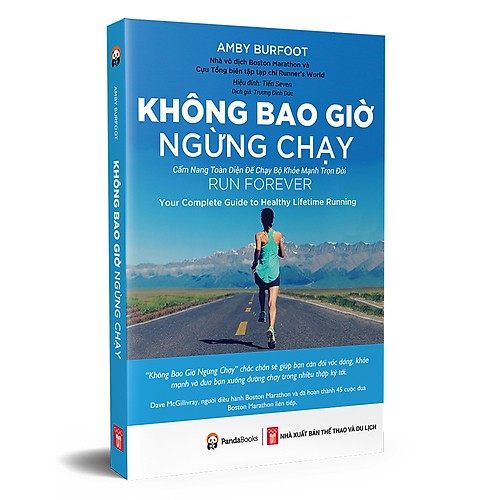 AMBY BURFOOT
Nhà vô địch Boston Marathon và
Cựu Tổng biên tập tạp chí Runner's World
Hiệu đính: Tiến Seven
Dịch giả: Trương Đình Đức
KHÔNG BAO GIỜ
NGỪNG CHẠY
Cẩm Nang Toàn Diện Để Chạy Bộ Khỏe Mạnh Trọn Đời
RUN FOREVER
Your Complete Guide to Healthy Lifetime Running
"Không Bao Giờ Ngừng Chạy" chắc chắn sẽ giúp bạn cân đối vóc dáng, khỏe
mạnh và đưa bạn xuống đường chạy trong nhiều thập kỷ tới.
Dave McGillivray, người điều hành Boston Marathon và đã hoàn thành 45 cuộc đua
Boston Marathon liên tiếp.
PandaBooks
NHÀ XUẤT BẢN THỂ THAO VÀ DU LỊCH
AMBY BURFOOT
KHÔNG BAO GIỜ NGỪNG CHẠY